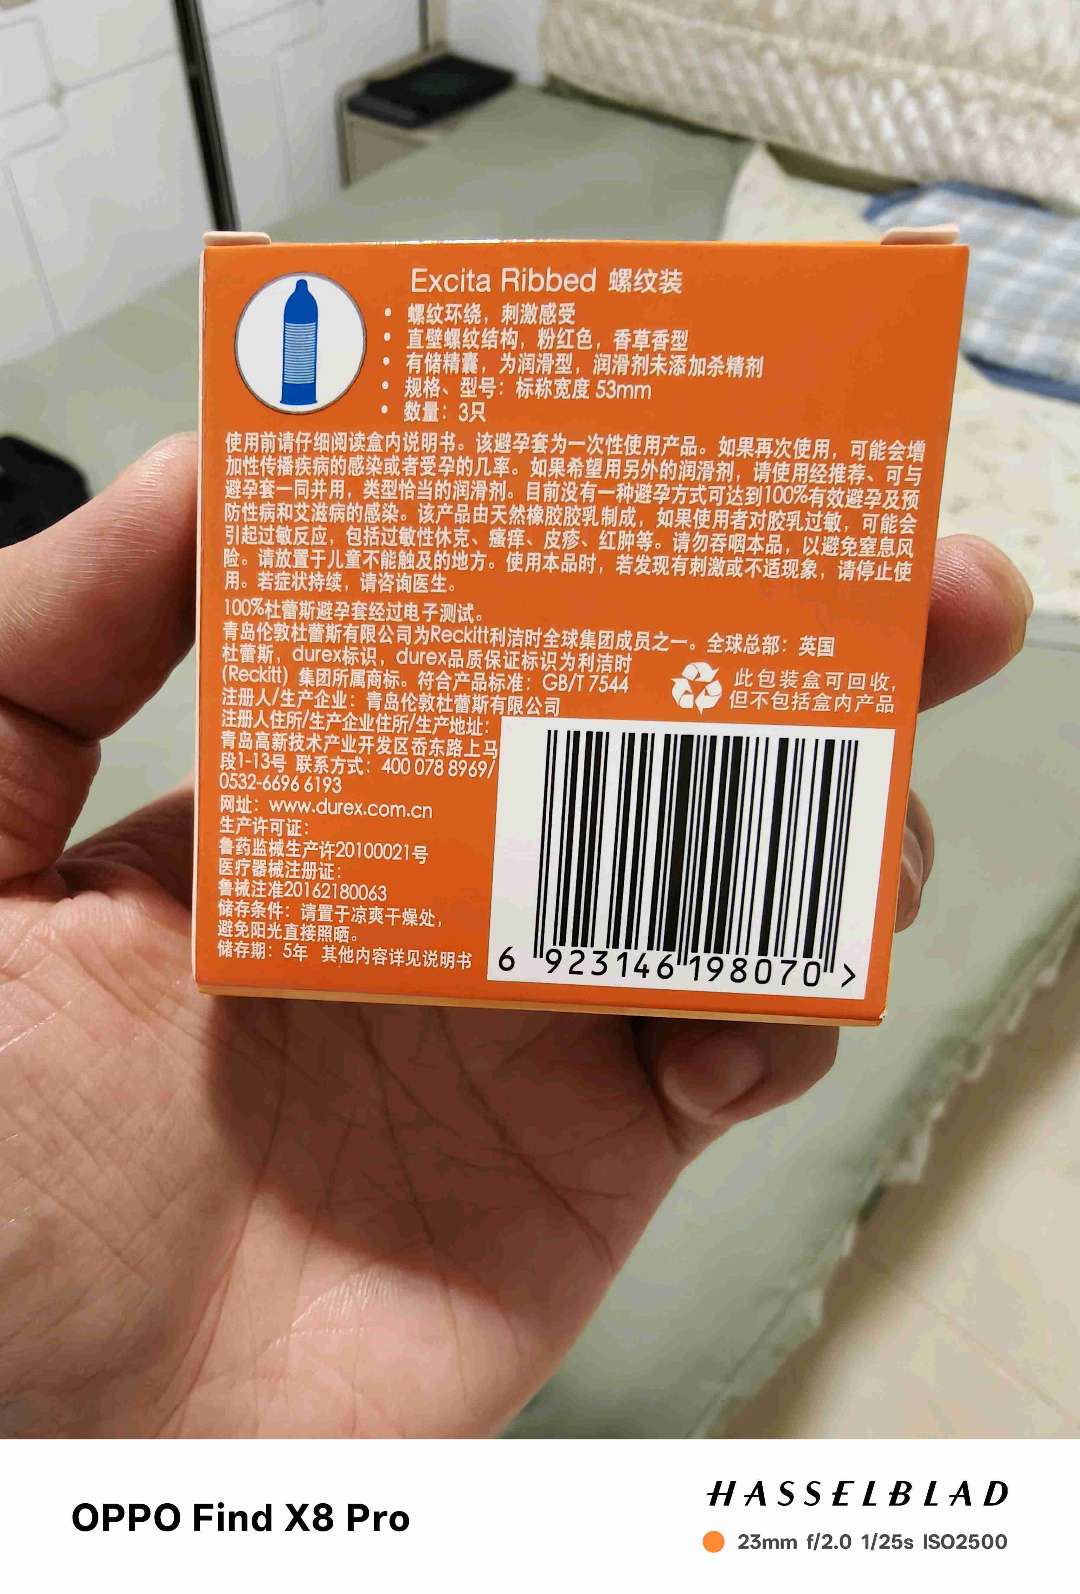 Excita Ribbed 螺纹装
• 螺纹环绕，刺激感受
• 直壁螺纹结构，粉红色，香草香型
• 有储精囊，为润滑型，润滑剂未添加杀精剂
• 规格、型号：标称宽度 53mm
• 数量：3只
使用前请仔细阅读盒内说明书。该避孕套为一次性使用产品。如果再次使用，可能会增
加性传播疾病的感染或者受孕的几率。如果希望用另外的润滑剂，请使用经推荐、可与
避孕套一同并用，类型恰当的润滑剂。目前没有一种避孕方式可达到100%有效避孕及预
防性病和艾滋病的感染。该产品由天然橡胶胶乳制成，如果使用者对胶乳过敏，可能会
引起过敏反应，包括过敏性休克、瘙痒、皮疹、红肿等。请勿吞咽本品，以避免窒息风
险。请放置于儿童不能触及的地方。使用本品时，若发现有刺激或不适现象，请停止使
用。若症状持续，请咨询医生。
100%杜蕾斯避孕套经过电子测试。
青岛伦敦杜蕾斯有限公司为Reckitt利洁时全球集团成员之一。全球总部：英国
杜蕾斯，durex标识，durex品质保证标识为利洁时
(Reckitt) 集团所属商标。符合产品标准：GB/T 7544
此包装盒可回收，
但不包括盒内产品
注册人/生产企业：青岛伦敦杜蕾斯有限公司
注册人住所/生产企业住所/生产地址：
青岛高新技术产业开发区岙东路上马
段1-13号 联系方式：400 078 8969/
0532-6696 6193
网址：www.durex.com.cn
生产许可证：
鲁药监械生产许20100021号
医疗器械注册证：
鲁械注准20162180063
储存条件：请置于凉爽干燥处，
避免阳光直接照晒。
储存期：5年 其他内容详见说明书
6 923146 198070 >
OPPO Find X8 Pro
HASSELBLAD
23mm f/2.0 1/25s ISO2500